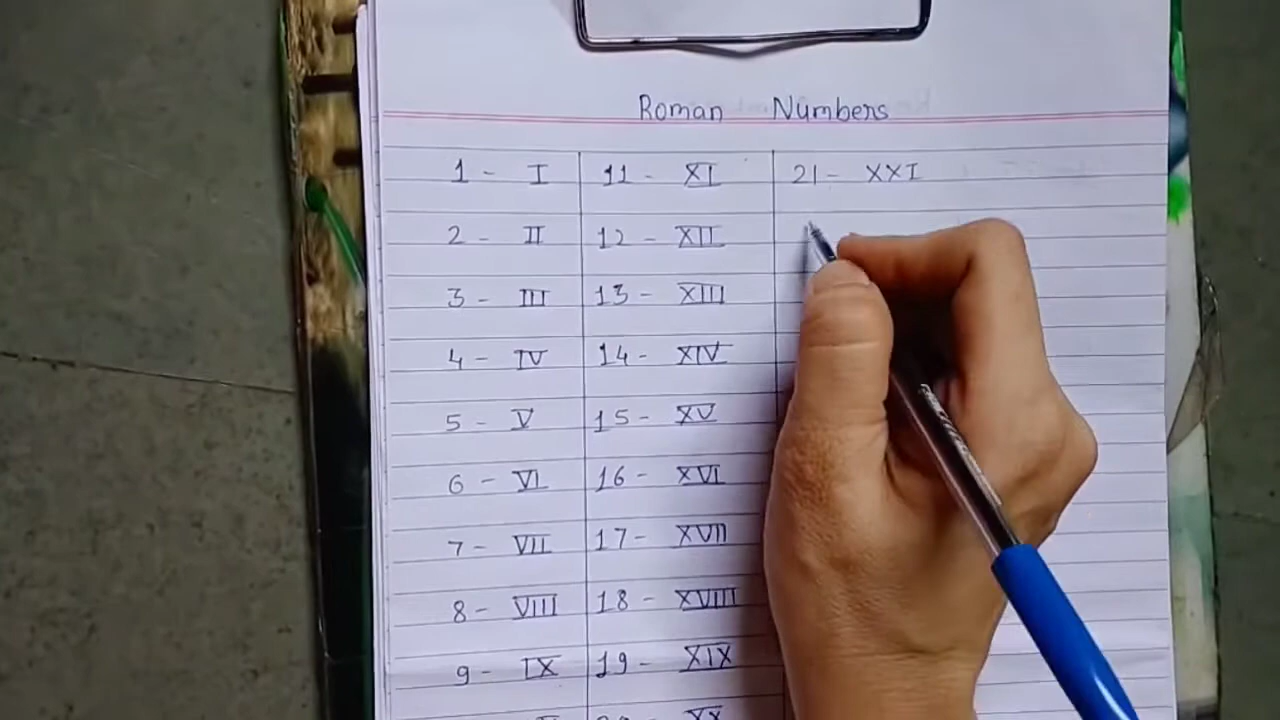 Roman Numbers
1 - I
2 - II
3 - III
4 - IV
5 - V
6 - VI
7 - VII
8 - VIII
9 - IX
11 - XI
12 - XII
13 - XIII
14 - XIV
15 - XV
16 - XVI
17 - XVII
18 - XVIII
19 - XIX
XX
21 - XXI